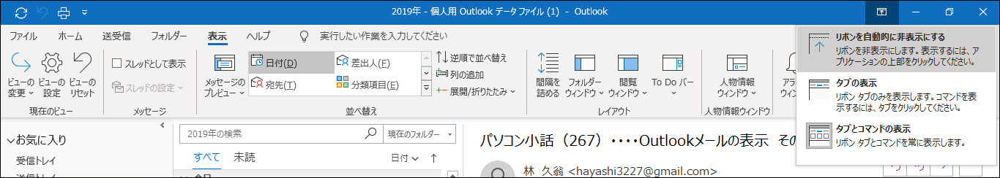 2019年 - 個人用 Outlook データ ファイル (1) - Outlook
ファイル ホーム 送受信 フォルダー 表示 ヘルプ 実行したい作業を入力してください
ビューの変更
ビューの設定
ビューのリセット
現在のビュー
スレッドとして表示
スレッドの設定
メッセージ
メッセージのプレビュー
日付(D)
差出人(F)
宛先(T)
分類項目(E)
逆順で並べ替え
列の追加
展開/折りたたみ
並べ替え
間隔を詰める
フォルダーウィンドウ
閲覧ウィンドウ
To Do バー
レイアウト
人物情報ウィンドウ
人物情報ウィンドウ
アラ
リボンを自動的に非表示にする
リボンを非表示にします。表示するには、ア
プリケーションの上部をクリックしてください。
タブの表示
リボン タブのみを表示します。コマンドを表
示するには、タブをクリックしてください。
タブとコマンドの表示
リボン タブとコマンドを常に表示します。
お気に入り
受信トレイ
2019年の検索
現在のフォルダー
すべて 未読
日付
パソコン小話（267）・・・・Outlookメールの表示 その
林 久翁 <hayashi3227@gmail.com>